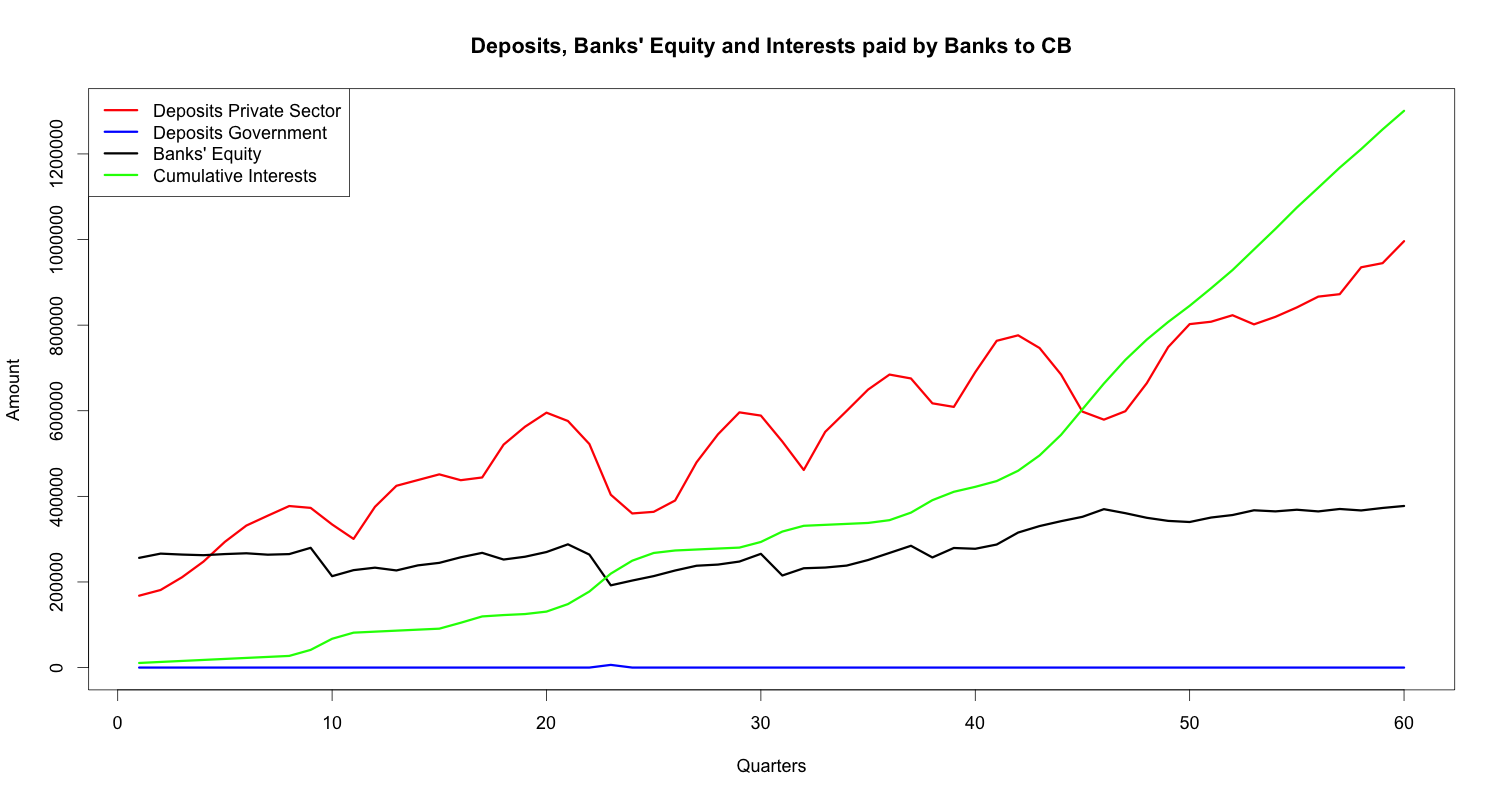 Deposits, Banks' Equity and Interests paid by Banks to CB
Deposits Private Sector
Deposits Government
Banks' Equity
Cumulative Interests
Amount
1200000
1000000
800000
600000
400000
200000
0
0 10 20 30 40 50 60
Quarters